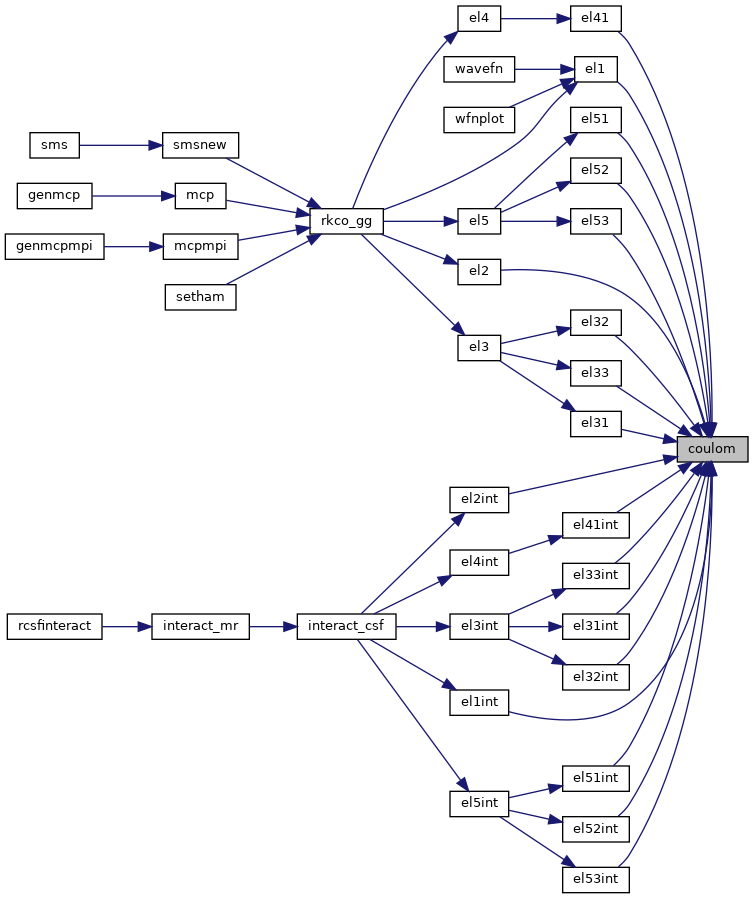 el4
el41
wavefn
el1
wfnplot
el51
sms
smsnew
el52
genmcp
mcp
rkco_gg
el5
el53
genmcpmpi
mcpmpi
el2
setham
el32
el3
el33
el31
coulom
el2int
el41int
el4int
el33int
rcsfinteract
interact_mr
interact_csf
el3int
el31int
el32int
el1int
el51int
el5int
el52int
el53int